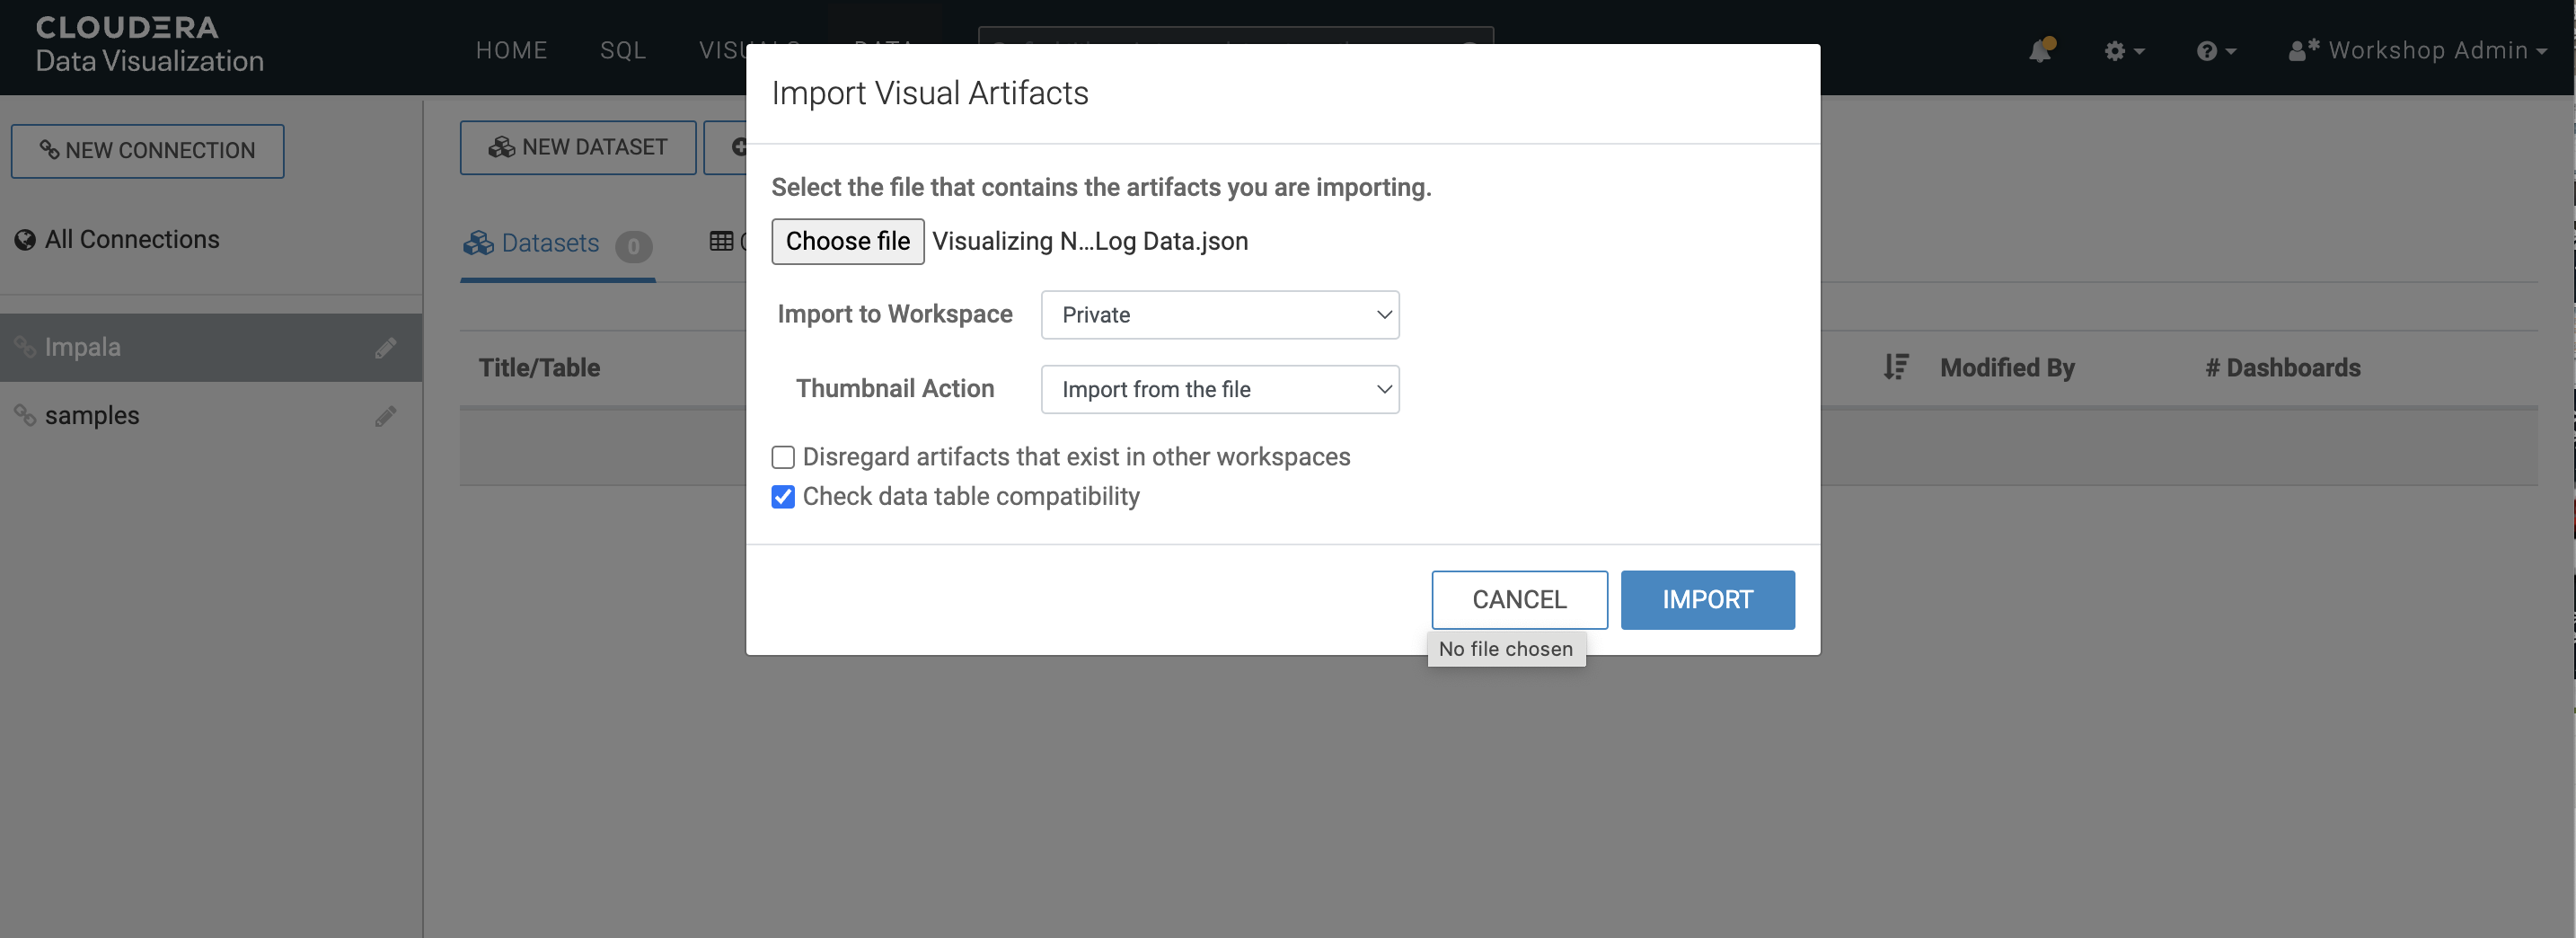 CLOUDERA
Data Visualization
HOME
SQL
Workshop Admin
NEW CONNECTION
All Connections
Impala
samples
NEW DATASET
Datasets 0
Title/Table
Modified By
# Dashboards
Import Visual Artifacts
Select the file that contains the artifacts you are importing.
Choose file Visualizing N...Log Data.json
Import to Workspace Private
Thumbnail Action Import from the file
Disregard artifacts that exist in other workspaces
Check data table compatibility
CANCEL
IMPORT
No file chosen